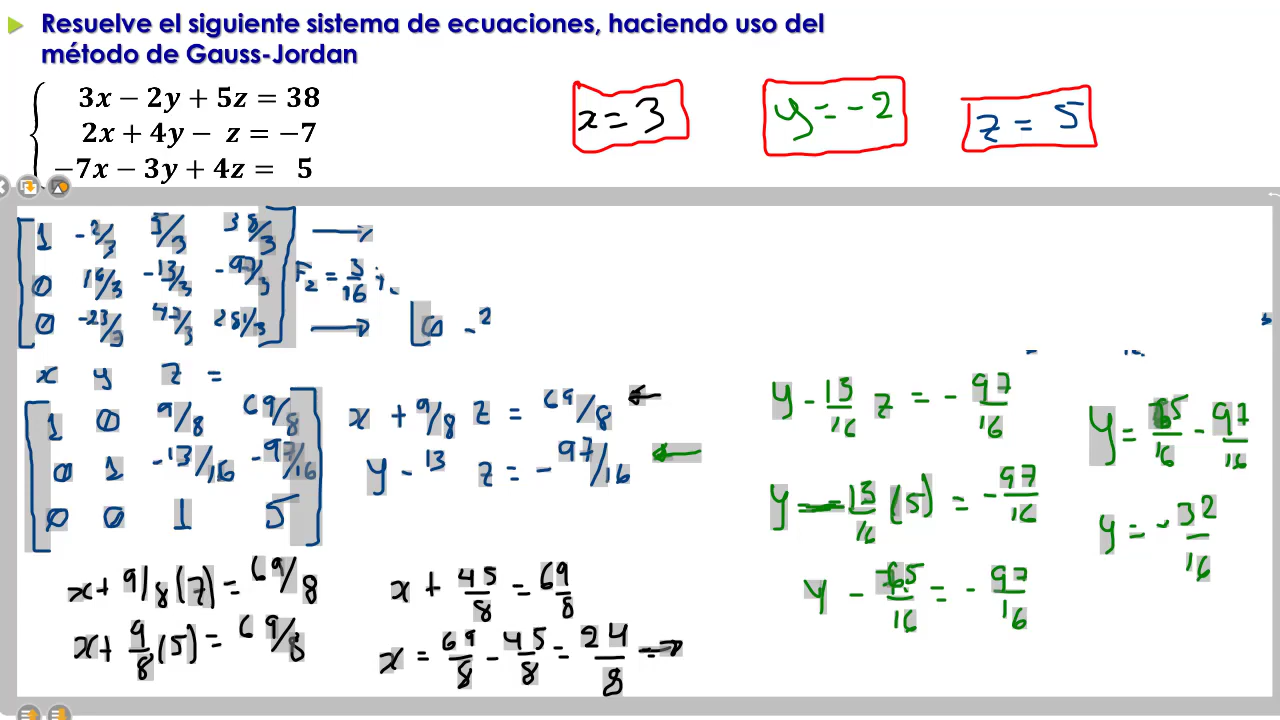 Resuelve el siguiente sistema de ecuaciones, haciendo uso del
método de Gauss-Jordan
3x − 2y + 5z = 38
2x + 4y − z = −7
−7x − 3y + 4z = 5
x = 3
y = -2
z = 5
1 -2/3 5/3 38/3
0 16/3 -13/3 -97/3 F2 = 3/16
0 -23/3 47/3 281/3
0 -2
x y z =
1 0 9/8 69/8
0 1 -13/16 -97/16
0 0 1 5
x + 9/8 z = 69/8
y - 13 z = -97/16
x + 9/8 (z) = 69/8
x + 9/8 (5) = 69/8
x + 45/8 = 69/8
x = 69/8 - 45/8 = 24/8
y - 13/16 z = - 97/16
y - 13/16 (5) = - 97/16
y - 65/16 = - 97/16
y = 65/16 - 97/16
y = - 32/16